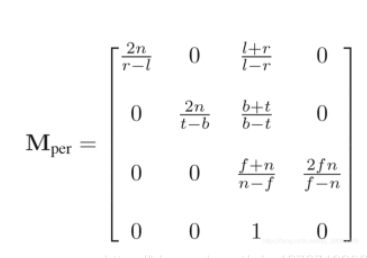 M_per =
2n/(r−l) 0 (l+r)/(l−r) 0
0 2n/(t−b) (b+t)/(b−t) 0
0 0 (f+n)/(n−f) 2fn/(f−n)
0 0 1 0